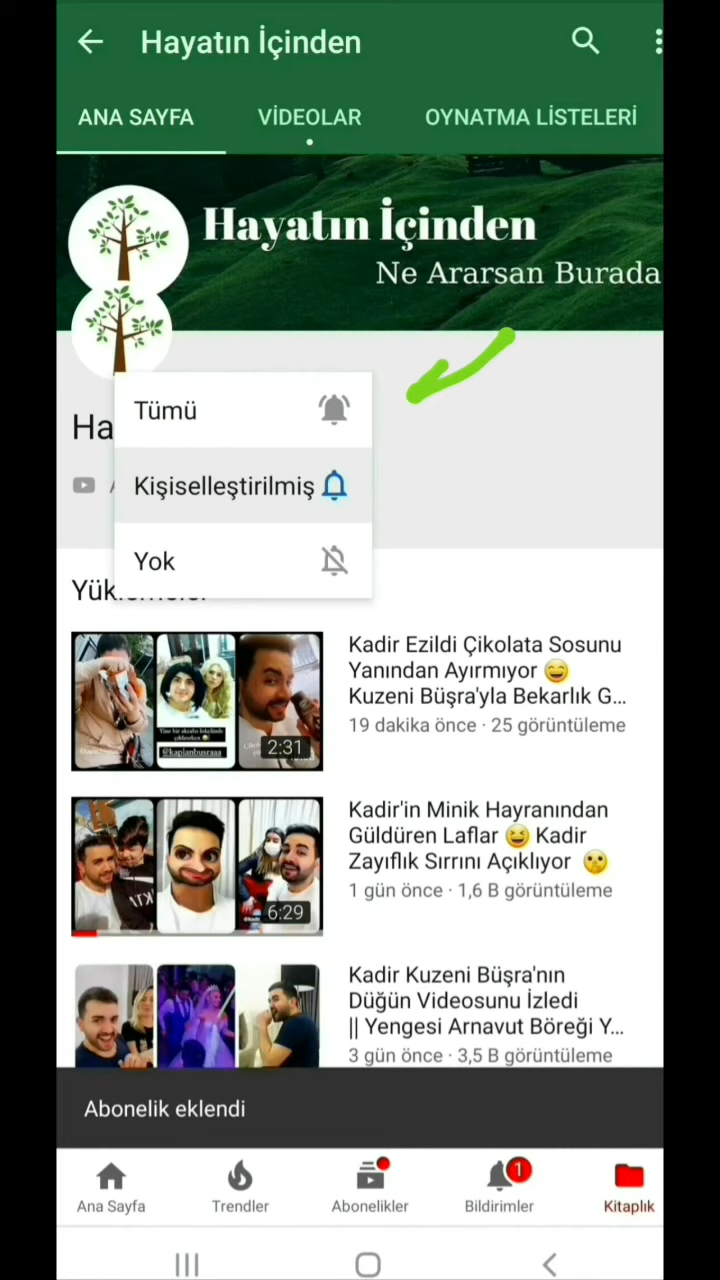 Hayatın İçinden
ANA SAYFA
VİDEOLAR
OYNATMA LİSTELERİ
Hayatın İçinden
Ne Ararsan Burada
Tümü
Ha
Kişiselleştirilmiş
Yok
Kadir Ezildi Çikolata Sosunu
Yanından Ayırmıyor 😄
Kuzeni Büşra'yla Bekarlık G...
19 dakika önce · 25 görüntüleme
@kaplanbusraaa
2:31
Kadir'in Minik Hayranından
Güldüren Laflar 😆 Kadir
Zayıflık Sırrını Açıklıyor 🤫
1 gün önce · 1,6 B görüntüleme
6:29
Kadir Kuzeni Büşra'nın
Düğün Videosunu İzledi
|| Yengesi Arnavut Böreği Y...
3 gün önce · 3,5 B görüntüleme
Abonelik eklendi
1
Ana Sayfa
Trendler
Abonelikler
Bildirimler
Kitaplık